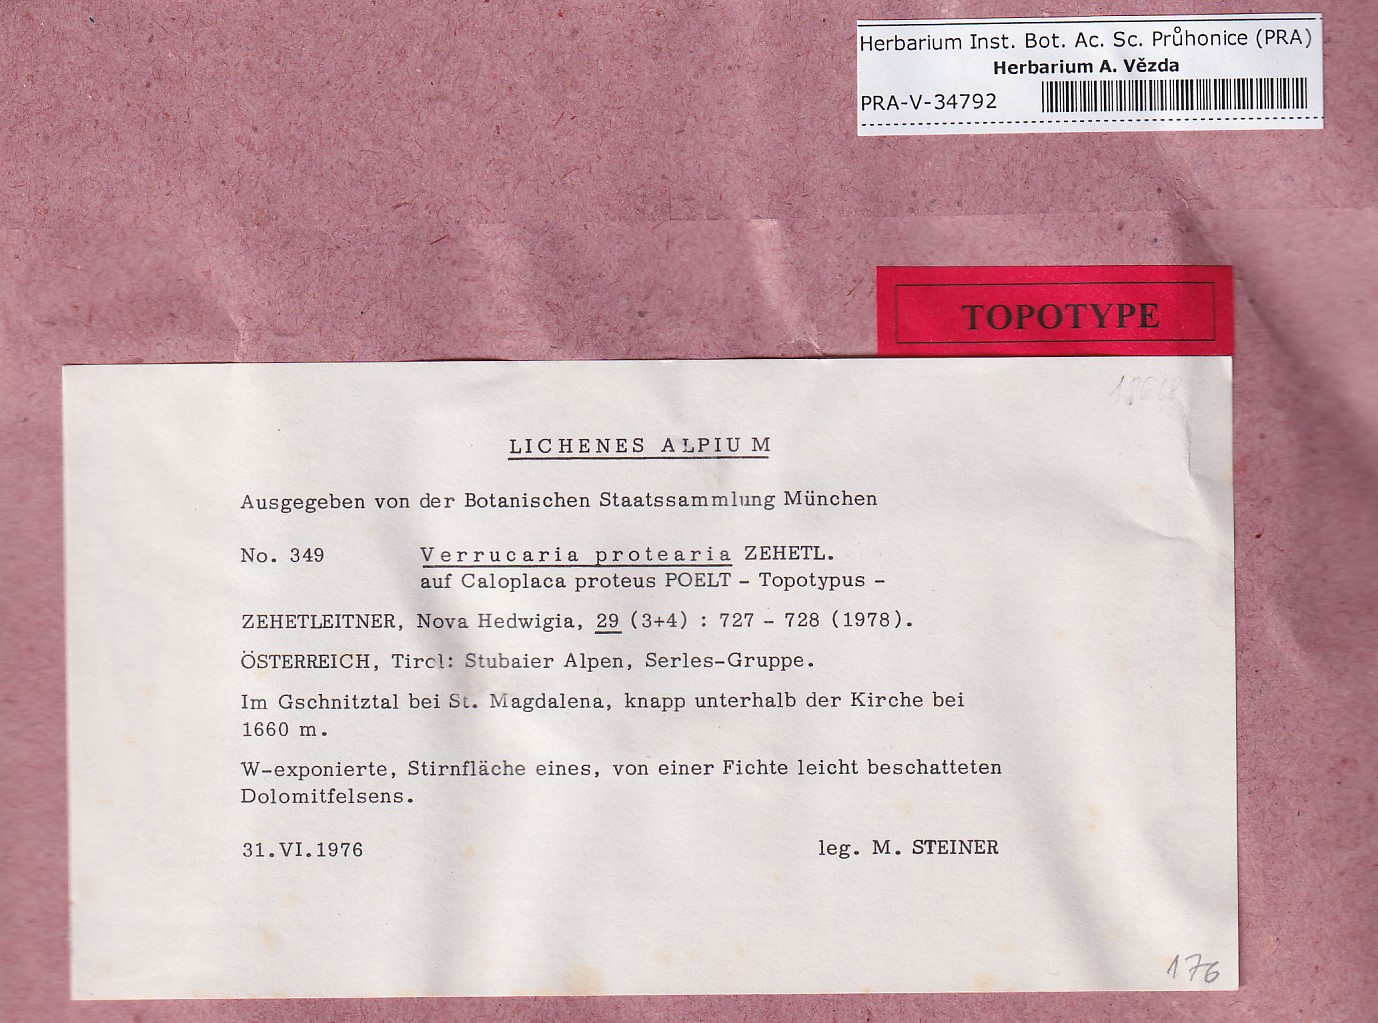 Herbarium Inst. Bot. Ac. Sc. Průhonice (PRA)
Herbarium A. Vězda
PRA-V-34792
TOPOTYPE
LICHENES ALPIUM
Ausgegeben von der Botanischen Staatssammlung München
No. 349 Verrucaria protearia ZEHETL.
auf Caloplaca proteus POELT - Topotypus -
ZEHETLEITNER, Nova Hedwigia, 29 (3+4) : 727 - 728 (1978).
ÖSTERREICH, Tirol: Stubaier Alpen, Serles-Gruppe.
Im Gschnitztal bei St. Magdalena, knapp unterhalb der Kirche bei
1660 m.
W-exponierte, Stirnfläche eines, von einer Fichte leicht beschatteten
Dolomitfelsens.
31.VI.1976 leg. M. STEINER
176